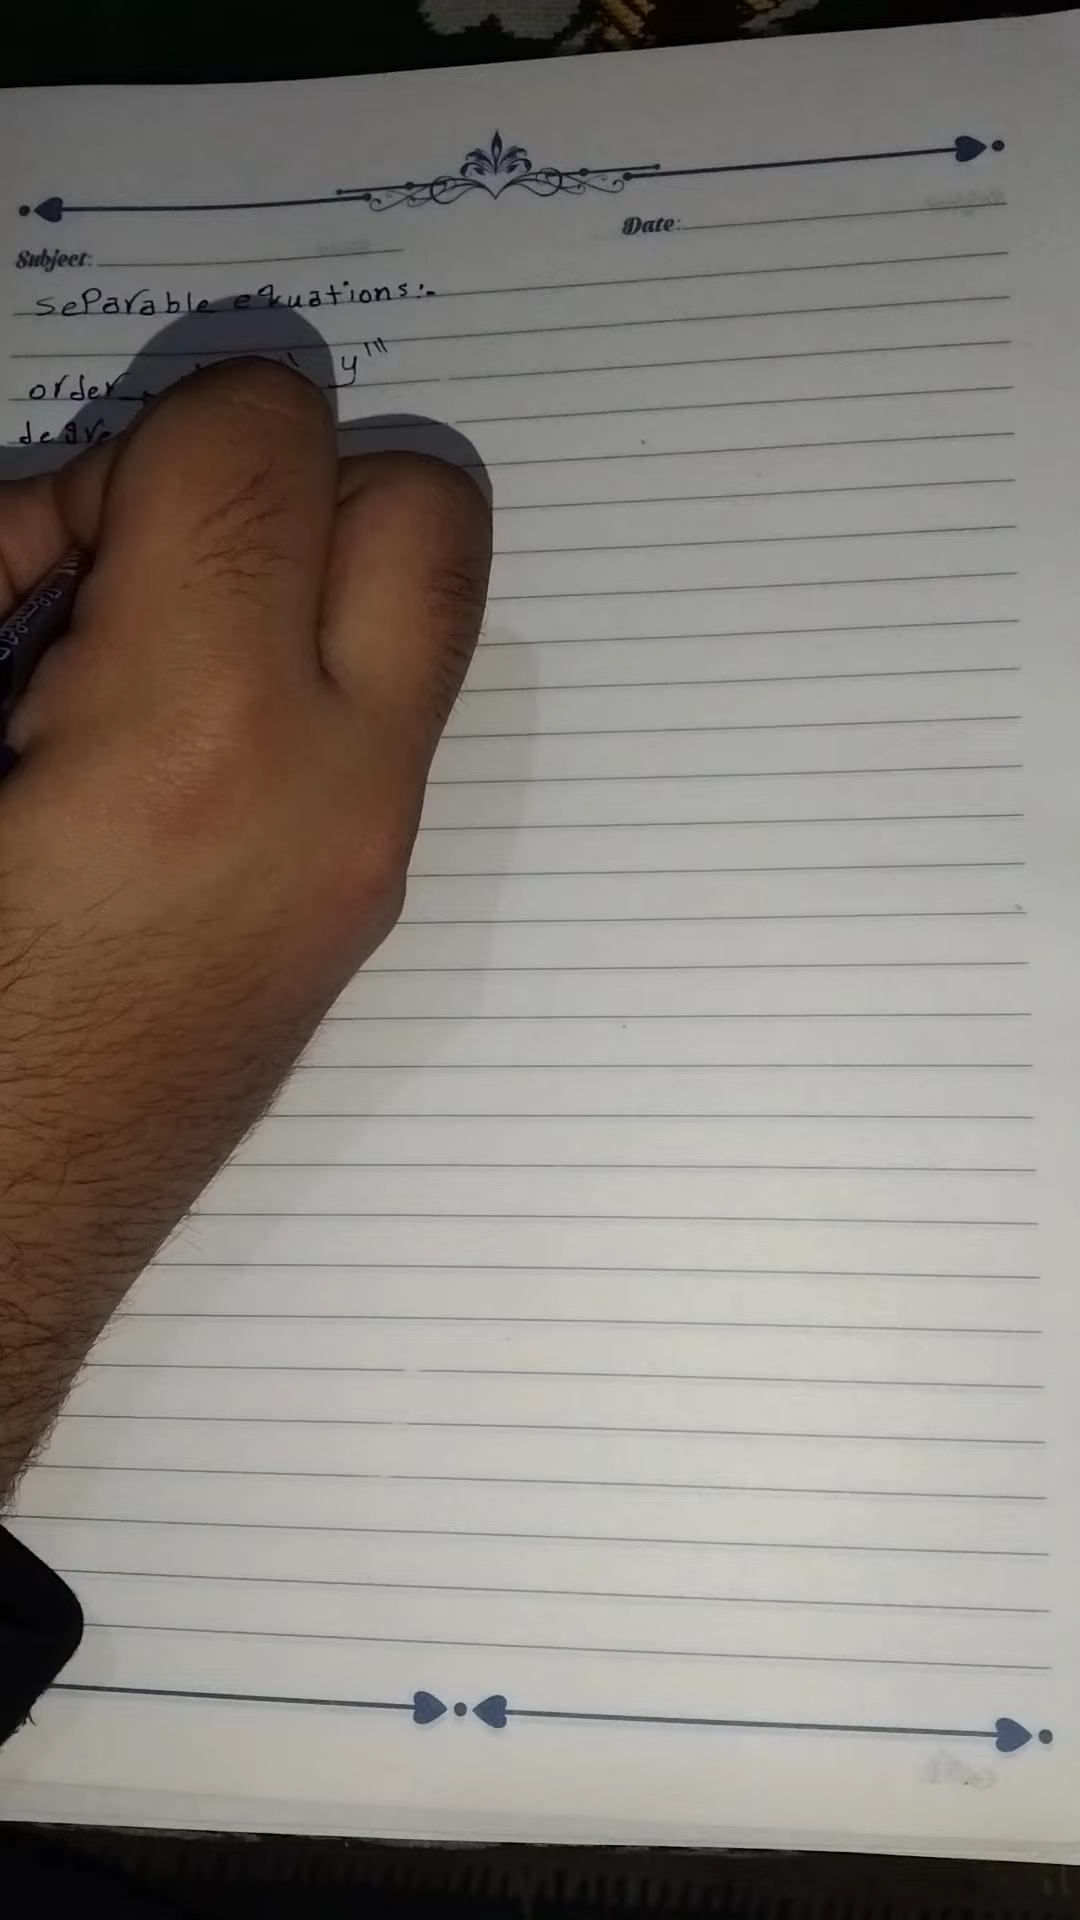 Subject:
Date:
separable equations:-
order y'''